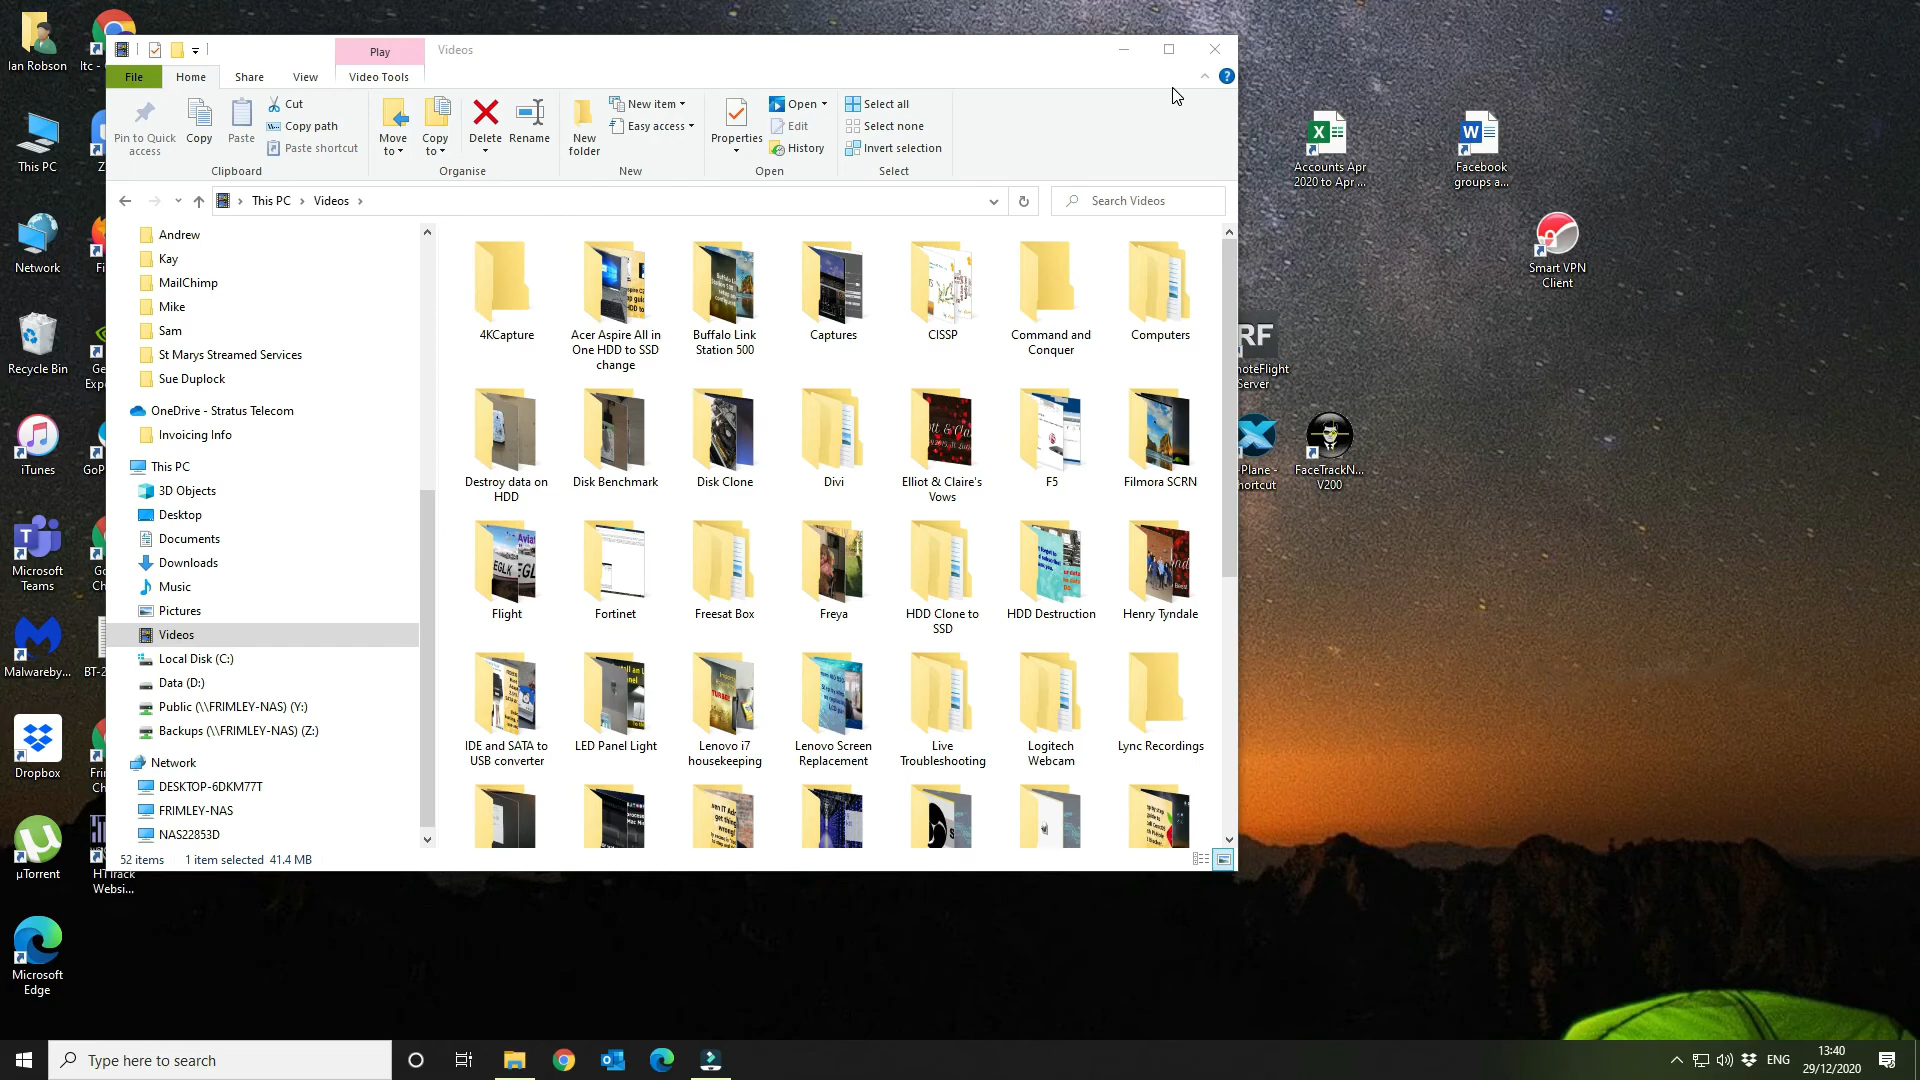 Play
Videos
File
Home
Share
View
Video Tools
Pin to Quick
access
Copy
Paste
Cut
Copy path
Paste shortcut
Move
to
Copy
to
Delete
Rename
New
folder
New item
Easy access
Properties
Open
Edit
History
Select all
Select none
Invert selection
Clipboard
Organise
New
Open
Select
This PC
Videos
Search Videos
Andrew
Kay
MailChimp
Mike
Sam
St Marys Streamed Services
Sue Duplock
OneDrive - Stratus Telecom
Invoicing Info
This PC
3D Objects
Desktop
Documents
Downloads
Music
Pictures
Videos
Local Disk (C:)
Data (D:)
Public (\\FRIMLEY-NAS) (Y:)
Backups (\\FRIMLEY-NAS) (Z:)
Network
DESKTOP-6DKM77T
FRIMLEY-NAS
NAS22853D
4KCapture
Acer Aspire All in
One HDD to SSD
change
Buffalo Link
Station 500
Captures
CISSP
Command and
Conquer
Computers
Destroy data on
HDD
Disk Benchmark
Disk Clone
Divi
Elliot & Claire's
Vows
F5
Filmora SCRN
Flight
Fortinet
Freesat Box
Freya
HDD Clone to
SSD
HDD Destruction
Henry Tyndale
IDE and SATA to
USB converter
LED Panel Light
Lenovo i7
housekeeping
Lenovo Screen
Replacement
Live
Troubleshooting
Logitech
Webcam
Lync Recordings
52 items
1 item selected 41.4 MB
Ian Robson
ltc - 
This PC
Network
Recycle Bin
iTunes
GoP
Microsoft
Teams
Malwareby...
BT-2
Dropbox
µTorrent
HTTrack
Websi...
Microsoft
Edge
Accounts Apr
2020 to Apr ...
Facebook
groups a...
Smart VPN
Client
RF
moteFlight
Server
-Plane -
hortcut
FaceTrackN...
V200
Type here to search
ENG
13:40
29/12/2020